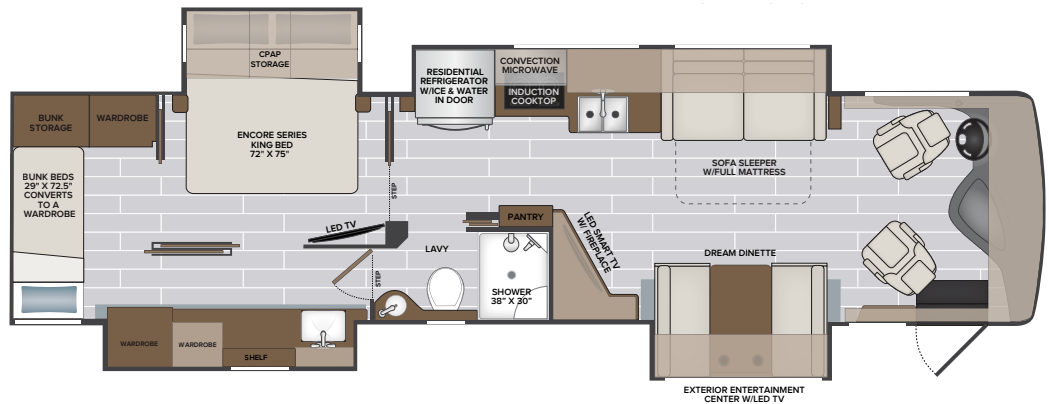 CPAP
STORAGE
BUNK
STORAGE
WARDROBE
BUNK BEDS
29" X 72.5"
CONVERTS
TO A
WARDROBE
ENCORE SERIES
KING BED
72" X 75"
STEP
LED TV
STEP
WARDROBE
WARDROBE
SHELF
RESIDENTIAL
REFRIGERATOR
W/ICE & WATER
IN DOOR
CONVECTION
MICROWAVE
INDUCTION
COOKTOP
SOFA SLEEPER
W/FULL MATTRESS
PANTRY
LAVY
SHOWER
38" X 30"
LED SMART TV
W/ FIREPLACE
DREAM DINETTE
EXTERIOR ENTERTAINMENT
CENTER W/LED TV